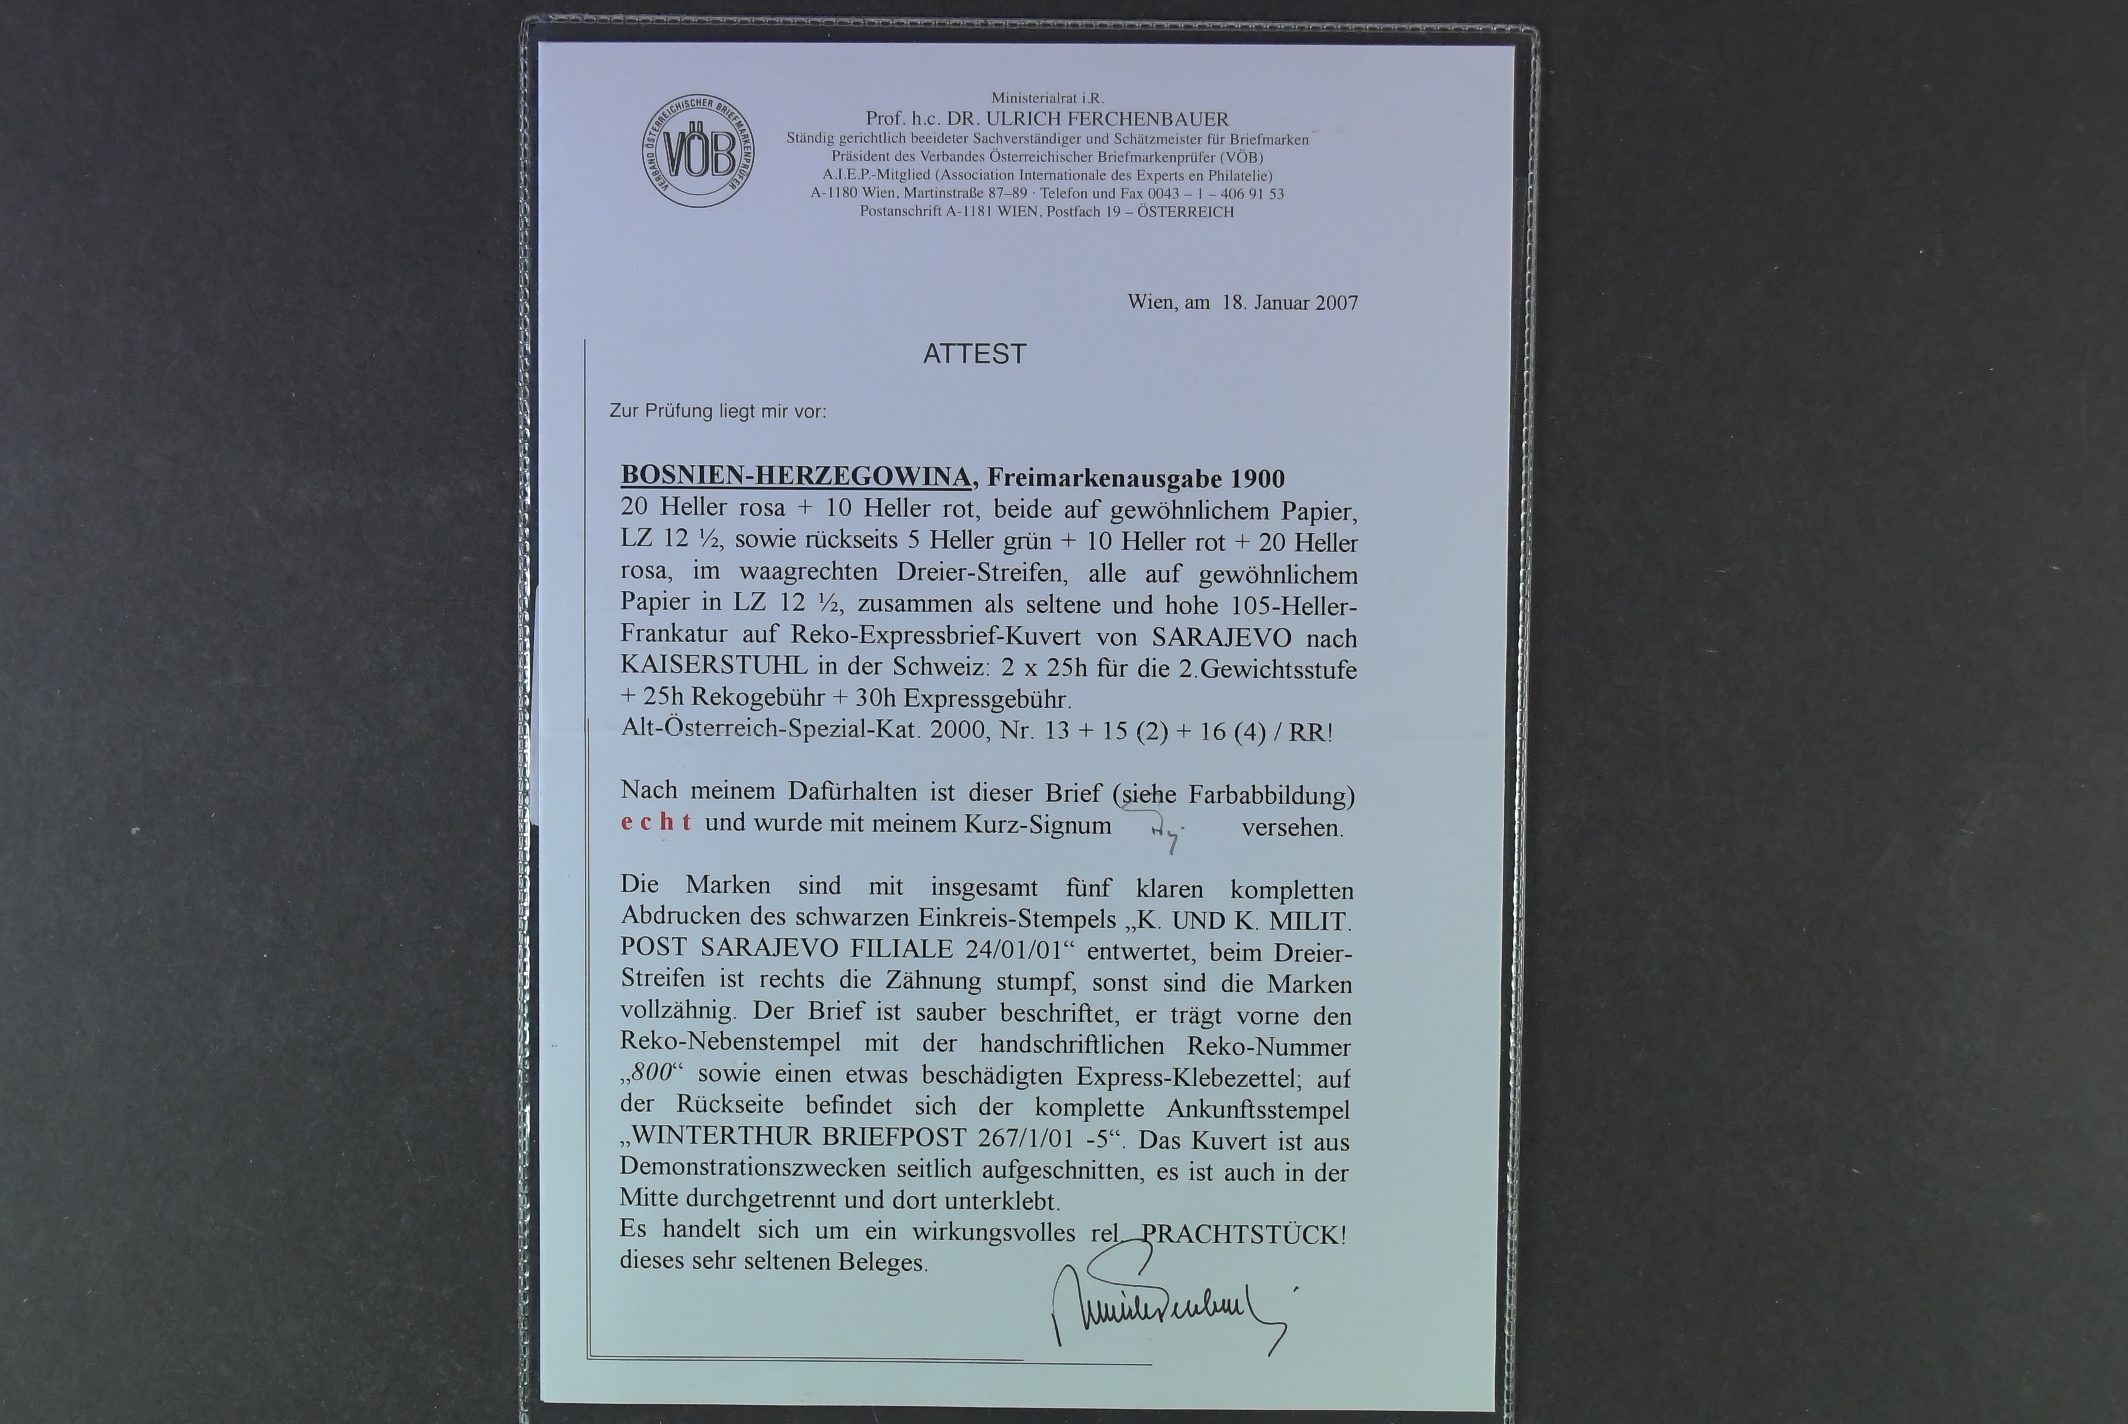 VERBAND ÖSTERREICHISCHER BRIEFMARKENPRÜFER
VÖB
Ministerialrat i.R.
Prof. h.c. DR. ULRICH FERCHENBAUER
Ständig gerichtlich beeideter Sachverständiger und Schätzmeister für Briefmarken
Präsident des Verbandes Österreichischer Briefmarkenprüfer (VÖB)
A.I.E.P.-Mitglied (Association Internationale des Experts en Philatelie)
A-1180 Wien, Martinstraße 87–89 · Telefon und Fax 0043 – 1 – 406 91 53
Postanschrift A-1181 WIEN, Postfach 19 – ÖSTERREICH
Wien, am 18. Januar 2007
ATTEST
Zur Prüfung liegt mir vor:
BOSNIEN-HERZEGOWINA, Freimarkenausgabe 1900
20 Heller rosa + 10 Heller rot, beide auf gewöhnlichem Papier,
LZ 12 ½, sowie rückseits 5 Heller grün + 10 Heller rot + 20 Heller
rosa, im waagrechten Dreier-Streifen, alle auf gewöhnlichem
Papier in LZ 12 ½, zusammen als seltene und hohe 105-Heller-
Frankatur auf Reko-Expressbrief-Kuvert von SARAJEVO nach
KAISERSTUHL in der Schweiz: 2 x 25h für die 2.Gewichtsstufe
+ 25h Rekogebühr + 30h Expressgebühr.
Alt-Österreich-Spezial-Kat. 2000, Nr. 13 + 15 (2) + 16 (4) / RR!
Nach meinem Dafürhalten ist dieser Brief (siehe Farbabbildung)
e c h t und wurde mit meinem Kurz-Signum versehen.
Die Marken sind mit insgesamt fünf klaren kompletten
Abdrucken des schwarzen Einkreis-Stempels „K. UND K. MILIT.
POST SARAJEVO FILIALE 24/01/01“ entwertet, beim Dreier-
Streifen ist rechts die Zähnung stumpf, sonst sind die Marken
vollzähnig. Der Brief ist sauber beschriftet, er trägt vorne den
Reko-Nebenstempel mit der handschriftlichen Reko-Nummer
„800“ sowie einen etwas beschädigten Express-Klebezettel; auf
der Rückseite befindet sich der komplette Ankunftsstempel
„WINTERTHUR BRIEFPOST 267/1/01 -5“. Das Kuvert ist aus
Demonstrationszwecken seitlich aufgeschnitten, es ist auch in der
Mitte durchgetrennt und dort unterklebt.
Es handelt sich um ein wirkungsvolles rel. PRACHTSTÜCK!
dieses sehr seltenen Beleges.